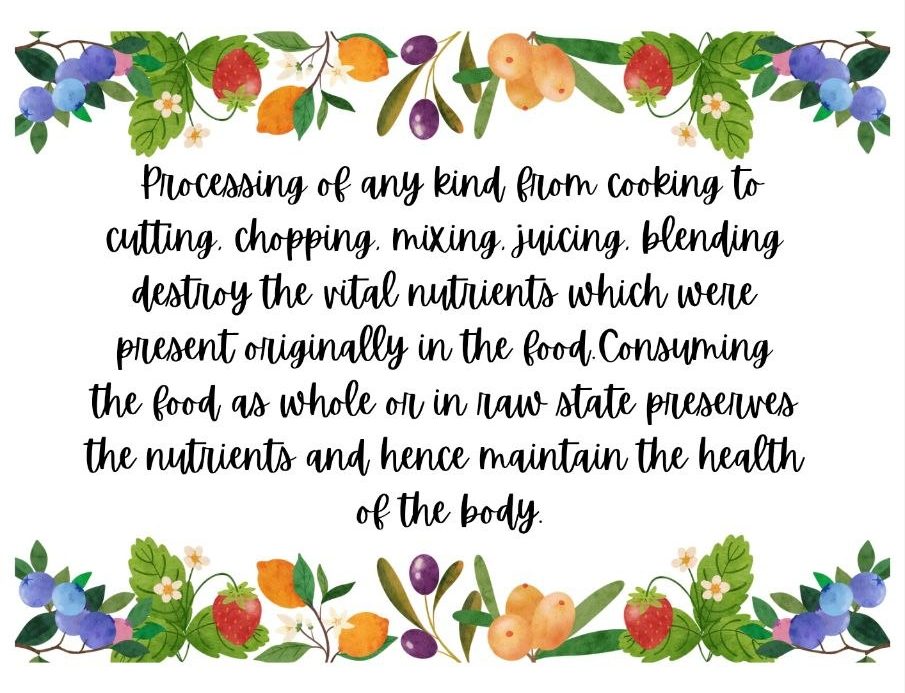 Processing of any kind from cooking to
cutting, chopping, mixing, juicing, blending
destroy the vital nutrients which were
present originally in the food.Consuming
the food as whole or in raw state preserves
the nutrients and hence maintain the health
of the body.